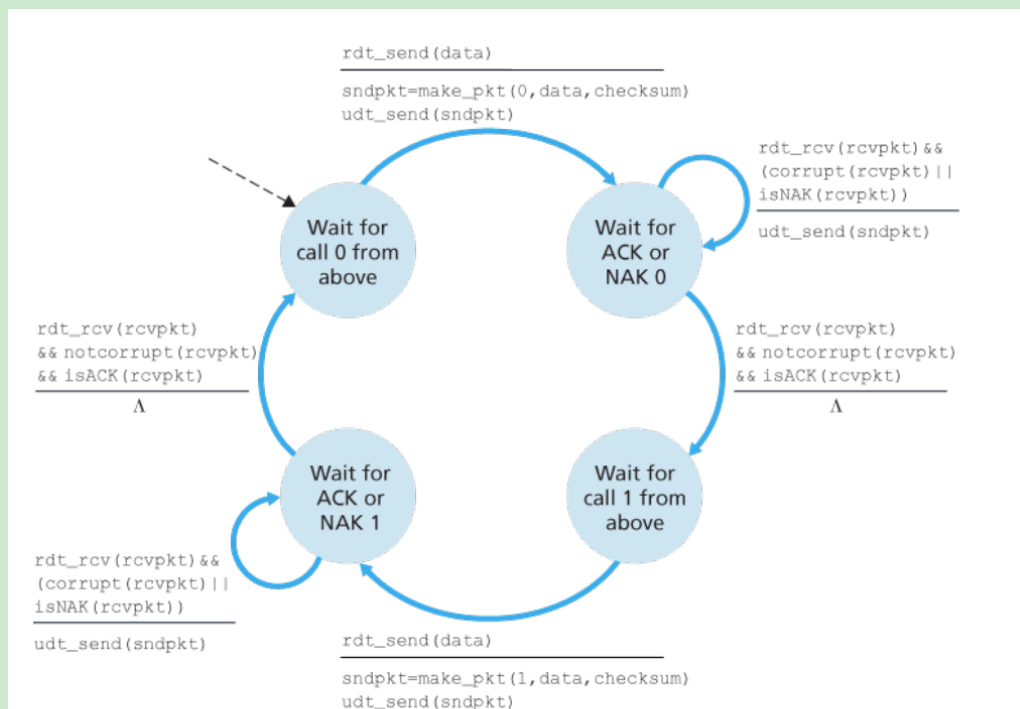 rdt_send(data)
sndpkt=make_pkt(0,data,checksum)
udt_send(sndpkt)
rdt_rcv(rcvpkt)&&
(corrupt(rcvpkt)||
isNAK(rcvpkt))
udt_send(sndpkt)
Wait for
call 0 from
above
Wait for
ACK or
NAK 0
rdt_rcv(rcvpkt)
&& notcorrupt(rcvpkt)
&& isACK(rcvpkt)
Λ
rdt_rcv(rcvpkt)
&& notcorrupt(rcvpkt)
&& isACK(rcvpkt)
Λ
Wait for
ACK or
NAK 1
Wait for
call 1 from
above
rdt_rcv(rcvpkt)&&
(corrupt(rcvpkt)||
isNAK(rcvpkt))
udt_send(sndpkt)
rdt_send(data)
sndpkt=make_pkt(1,data,checksum)
udt_send(sndpkt)